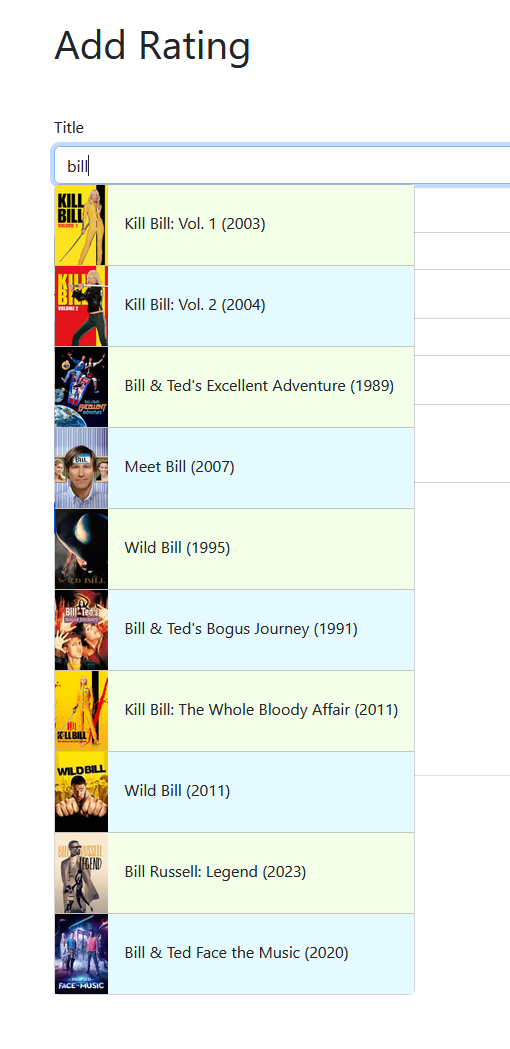 Add Rating
Title
bill
KILL
BILL
VOLUME 1
Kill Bill: Vol. 1 (2003)
KILL
BILL
VOLUME 2
Kill Bill: Vol. 2 (2004)
EXCELLENT
Bill & Ted's Excellent Adventure (1989)
BILL
Meet Bill (2007)
WILD BILL
Wild Bill (1995)
Bill & Ted's
BOGUS JOURNEY
Bill & Ted's Bogus Journey (1991)
KILL BILL
Kill Bill: The Whole Bloody Affair (2011)
WILD BILL
Wild Bill (2011)
BILL RUSSELL
LEGEND
Bill Russell: Legend (2023)
FACE THE MUSIC
Bill & Ted Face the Music (2020)